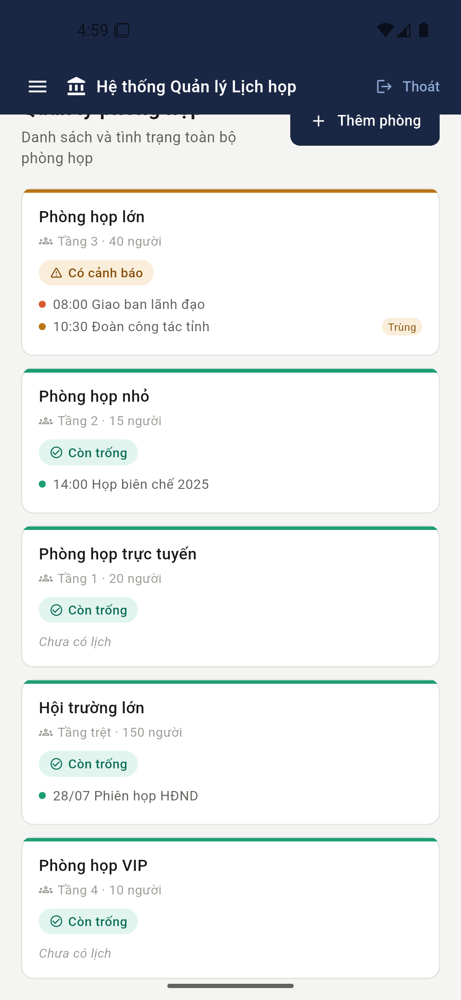 4:59
Hệ thống Quản lý Lịch họp
Thoát
Quản lý phòng họp
Thêm phòng
Danh sách và tình trạng toàn bộ
phòng họp
Phòng họp lớn
Tầng 3 · 40 người
Có cảnh báo
08:00 Giao ban lãnh đạo
10:30 Đoàn công tác tỉnh
Trùng
Phòng họp nhỏ
Tầng 2 · 15 người
Còn trống
14:00 Họp biên chế 2025
Phòng họp trực tuyến
Tầng 1 · 20 người
Còn trống
Chưa có lịch
Hội trường lớn
Tầng trệt · 150 người
Còn trống
28/07 Phiên họp HĐND
Phòng họp VIP
Tầng 4 · 10 người
Còn trống
Chưa có lịch